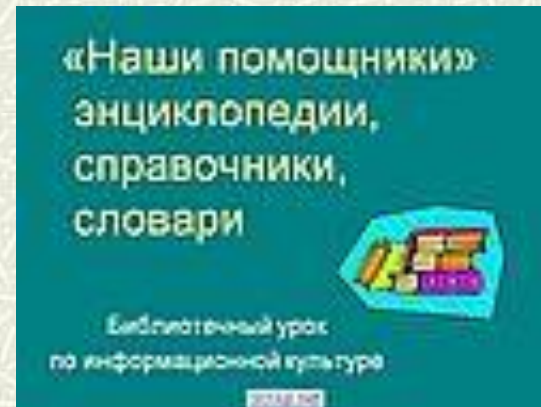 «Наши помощники»
энциклопедии,
справочники,
словари
Библиотечный урок
по информационной культуре